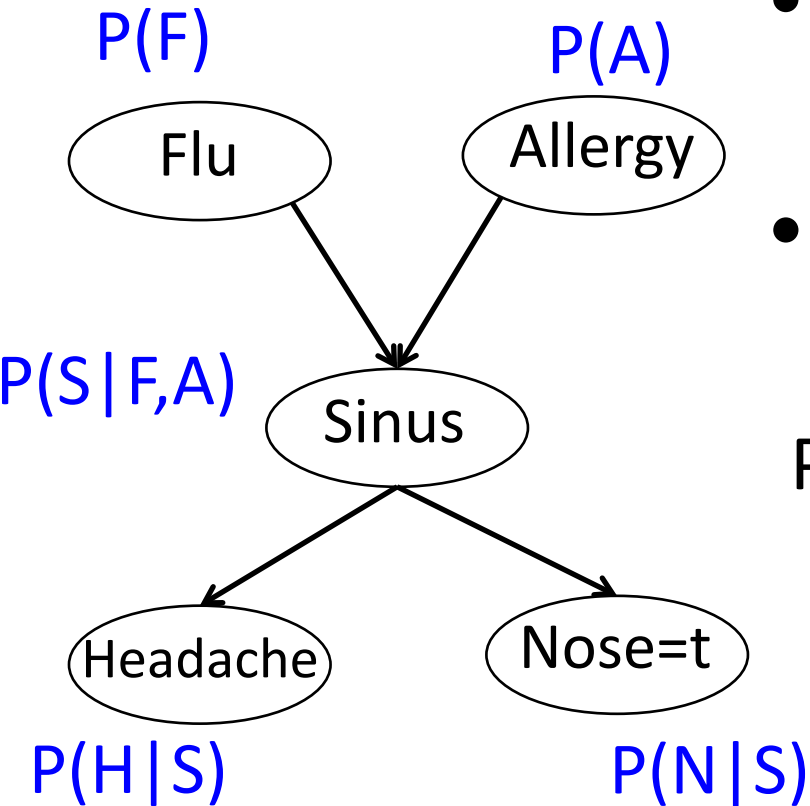 P(F)
P(A)
•
Flu
Allergy
•
P(S|F,A)
Sinus
Headache
Nose=t
P(H|S)
P(N|S)